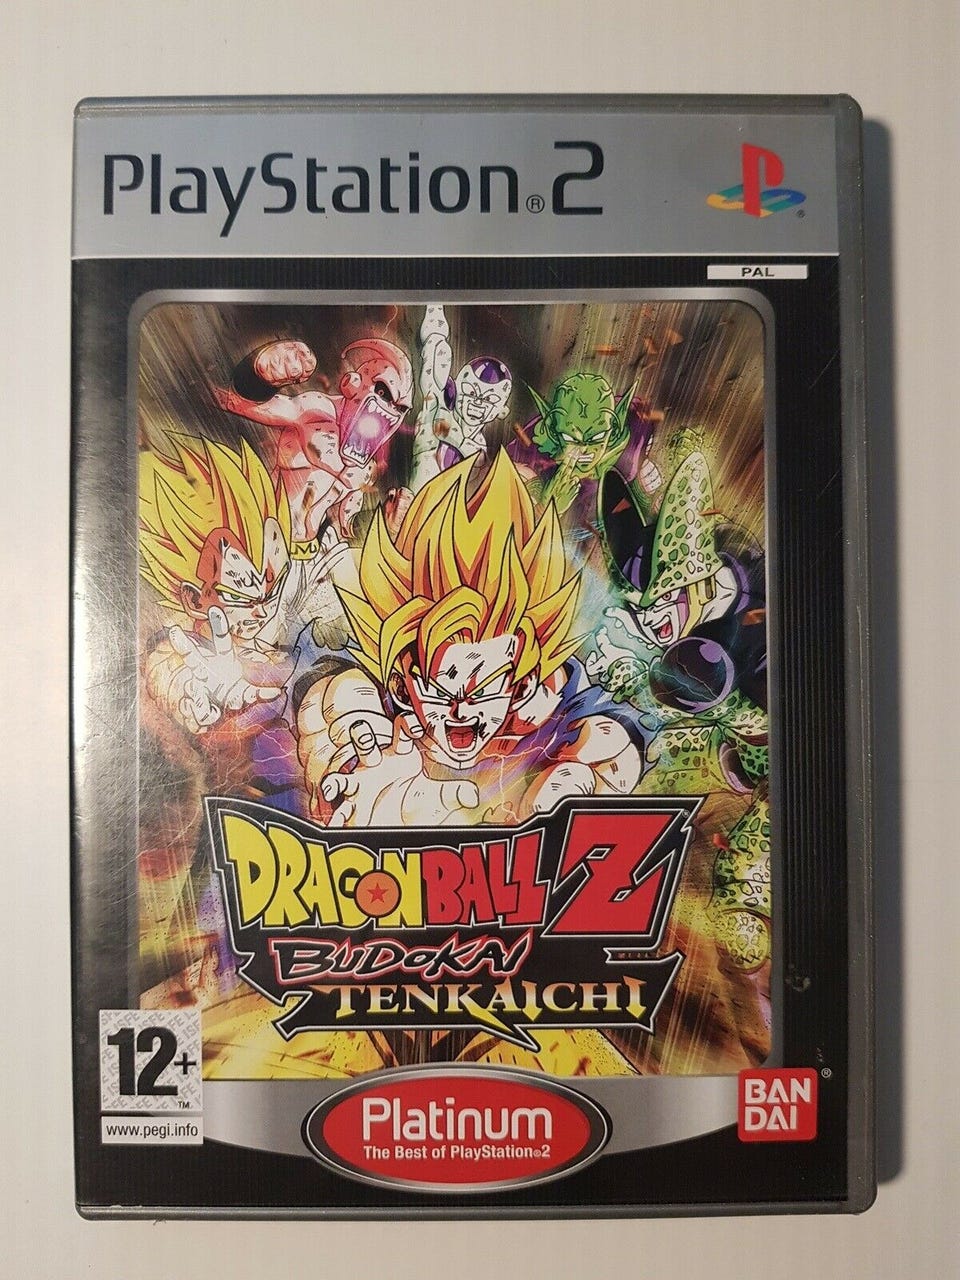 PlayStation®2
®
PAL
M
DRAGON BALL Z
BUDOKAI
TENKAICHI
12+
TM
www.pegi.info
Platinum
The Best of PlayStation®2
BAN
DAI
®